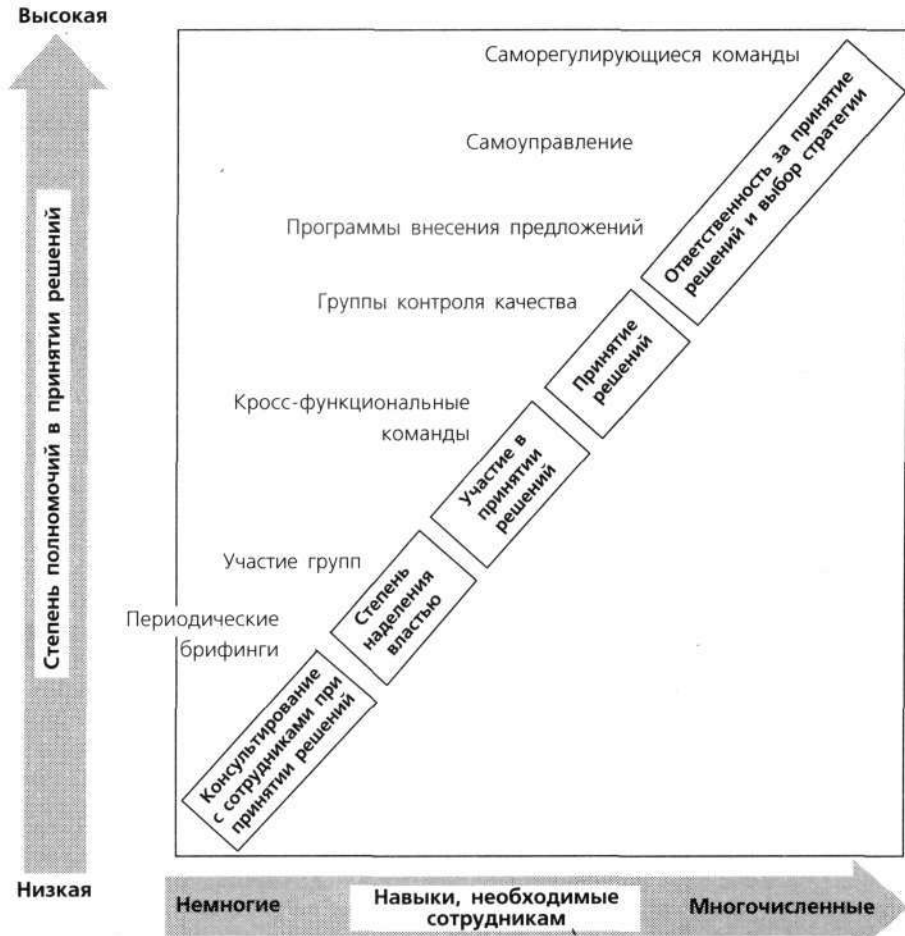 Высокая
Степень полномочий в принятии решений
Низкая
Саморегулирующиеся команды
Самоуправление
Программы внесения предложений
Группы контроля качества
Кросс-функциональные
команды
Участие групп
Периодические
брифинги
Ответственность за принятие
решений и выбор стратегии
Принятие
решений
Участие в
принятии
решений
Степень
наделения
властью
Консультирование
с сотрудниками при
принятии решений
Немногие
Навыки, необходимые
сотрудникам
Многочисленные